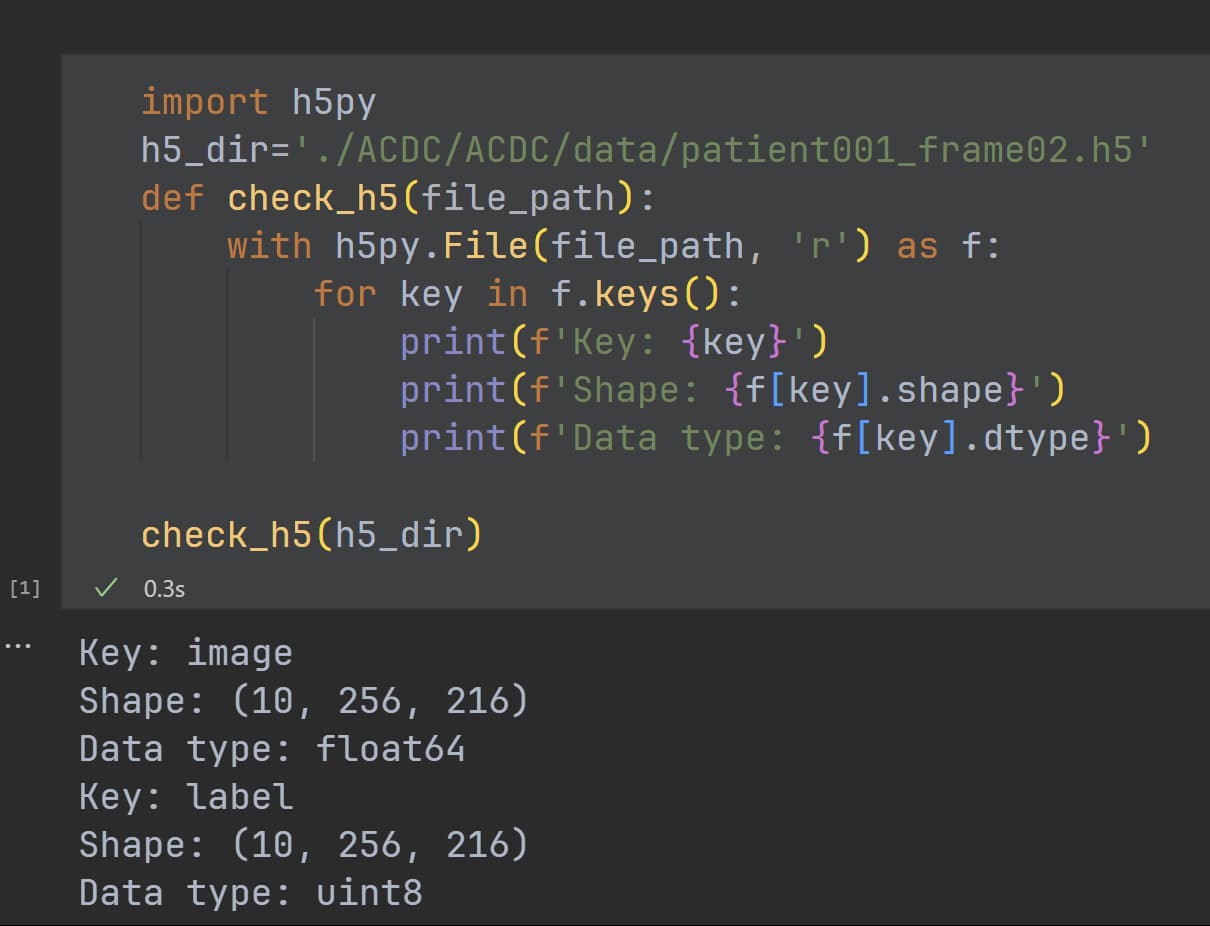 import h5py
h5_dir='./ACDC/ACDC/data/patient001_frame02.h5'
def check_h5(file_path):
    with h5py.File(file_path, 'r') as f:
        for key in f.keys():
            print(f'Key: {key}')
            print(f'Shape: {f[key].shape}')
            print(f'Data type: {f[key].dtype}')

check_h5(h5_dir)
[1] ✓ 0.3s
... Key: image
Shape: (10, 256, 216)
Data type: float64
Key: label
Shape: (10, 256, 216)
Data type: uint8